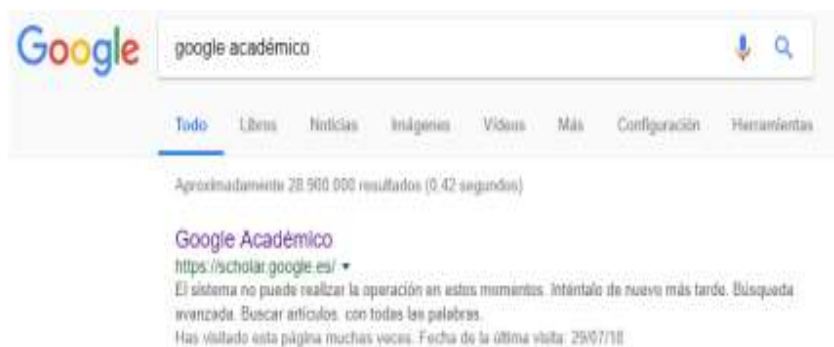 Google
google académico
Todo Libros Noticias Imágenes Vídeos Más Configuración Herramientas
Aproximadamente 28.900.000 resultados (0,42 segundos)
Google Académico
https://scholar.google.es/
El sistema no puede realizar la operación en estos momentos. Inténtalo de nuevo más tarde. Búsqueda
avanzada. Buscar artículos. con todas las palabras.
Has visitado esta página muchas veces. Fecha de la última visita: 29/07/18